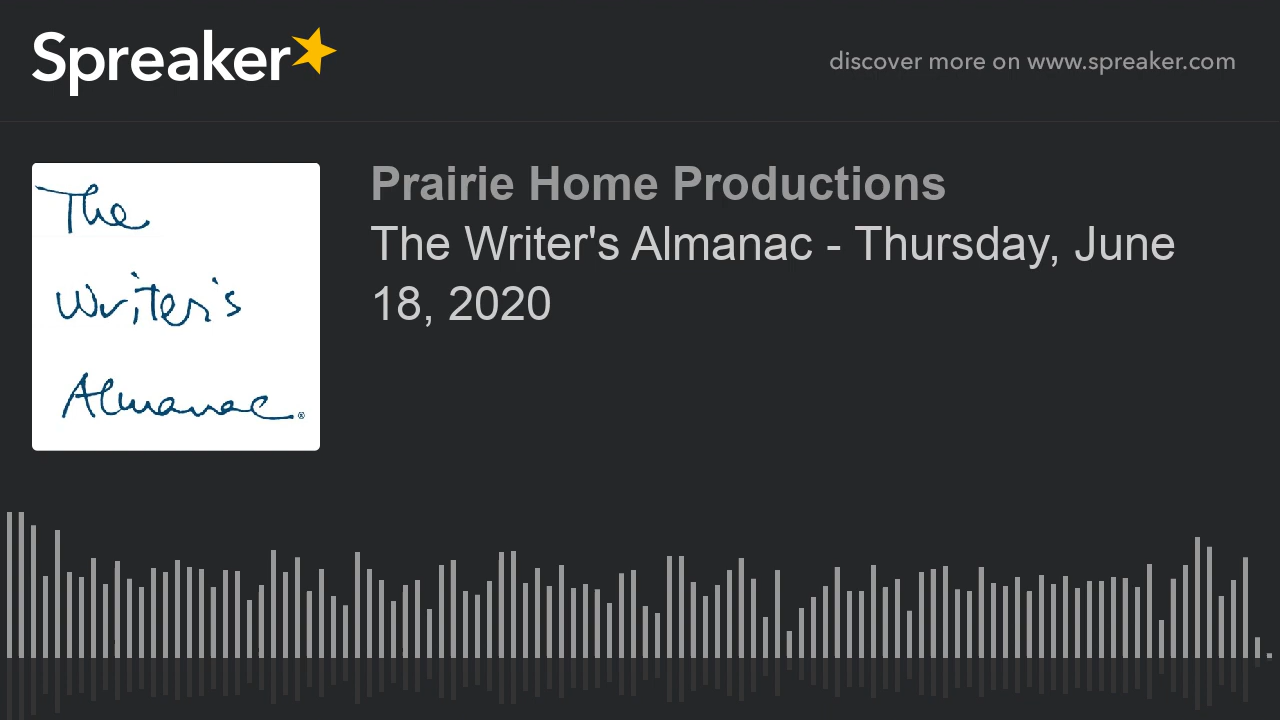 Spreaker
discover more on www.spreaker.com
The
Writer's
Almanac.®
Prairie Home Productions
The Writer's Almanac - Thursday, June
18, 2020